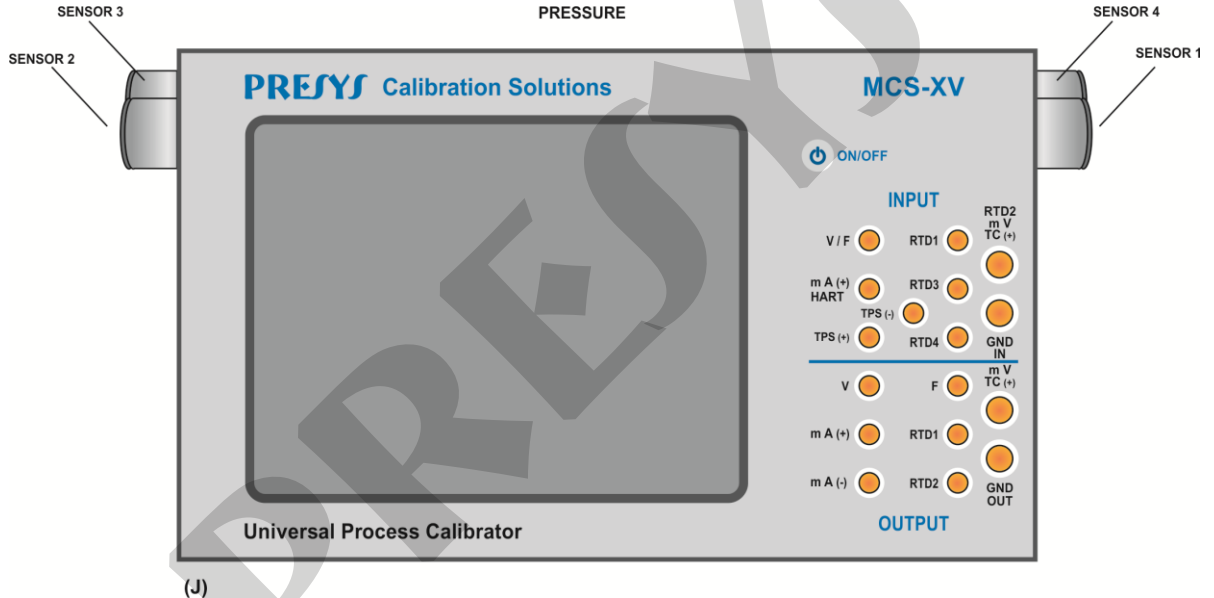 SENSOR 3
PRESSURE
SENSOR 4
SENSOR 2
SENSOR 1
PRESYS Calibration Solutions
MCS-XV
ON/OFF
INPUT
RTD2
m V
TC (+)
V / F
RTD1
m A (+)
HART
RTD3
TPS (-)
TPS (+)
RTD4
GND
IN
m V
TC (+)
V
F
m A (+)
RTD1
m A (-)
RTD2
GND
OUT
OUTPUT
Universal Process Calibrator
(J)
PRESYS